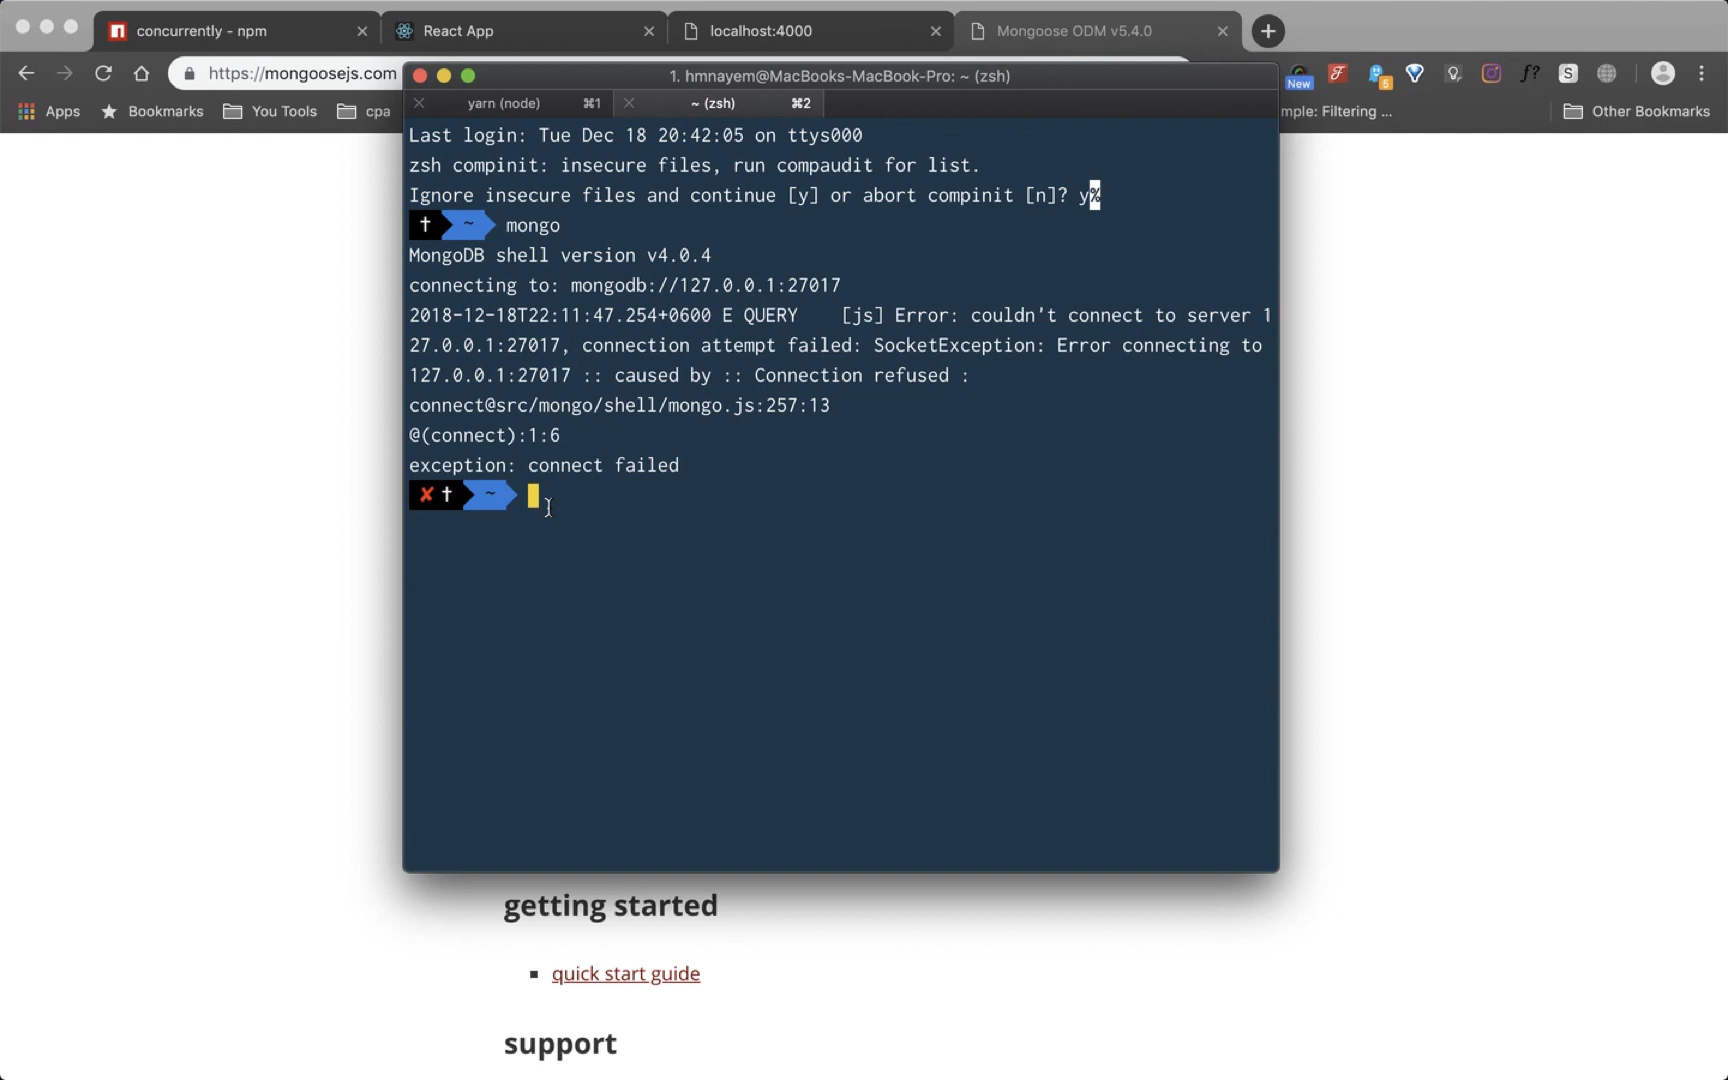 concurrently - npm
React App
localhost:4000
Mongoose ODM v5.4.0
https://mongoosejs.com
New
5
Apps
Bookmarks
You Tools
cpa
mple: Filtering ...
Other Bookmarks
1. hmnayem@MacBooks-MacBook-Pro: ~ (zsh)
yarn (node) ⌘1
~ (zsh) ⌘2
Last login: Tue Dec 18 20:42:05 on ttys000
zsh compinit: insecure files, run compaudit for list.
Ignore insecure files and continue [y] or abort compinit [n]? y%
† ~ mongo
MongoDB shell version v4.0.4
connecting to: mongodb://127.0.0.1:27017
2018-12-18T22:11:47.254+0600 E QUERY    [js] Error: couldn't connect to server 1
27.0.0.1:27017, connection attempt failed: SocketException: Error connecting to
127.0.0.1:27017 :: caused by :: Connection refused :
connect@src/mongo/shell/mongo.js:257:13
@(connect):1:6
exception: connect failed
✘ † ~
getting started
quick start guide
support